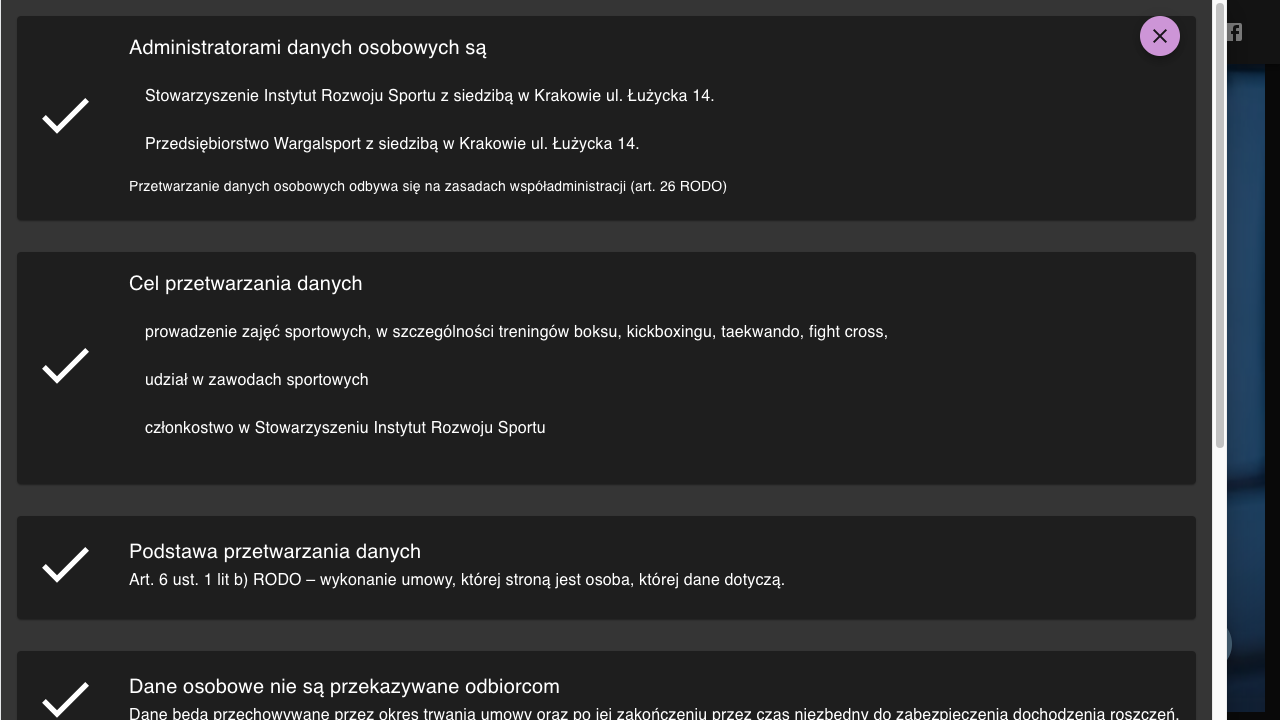 Administratorami danych osobowych są
Stowarzyszenie Instytut Rozwoju Sportu z siedzibą w Krakowie ul. Łużycka 14.
Przedsiębiorstwo Wargalsport z siedzibą w Krakowie ul. Łużycka 14.
Przetwarzanie danych osobowych odbywa się na zasadach współadministracji (art. 26 RODO)
Cel przetwarzania danych
prowadzenie zajęć sportowych, w szczególności treningów boksu, kickboxingu, taekwando, fight cross,
udział w zawodach sportowych
członkostwo w Stowarzyszeniu Instytut Rozwoju Sportu
Podstawa przetwarzania danych
Art. 6 ust. 1 lit b) RODO – wykonanie umowy, której stroną jest osoba, której dane dotyczą.
Dane osobowe nie są przekazywane odbiorcom
Dane będą przechowywane przez okres trwania umowy oraz po jej zakończeniu przez czas niezbędny do zabezpieczenia dochodzenia roszczeń.